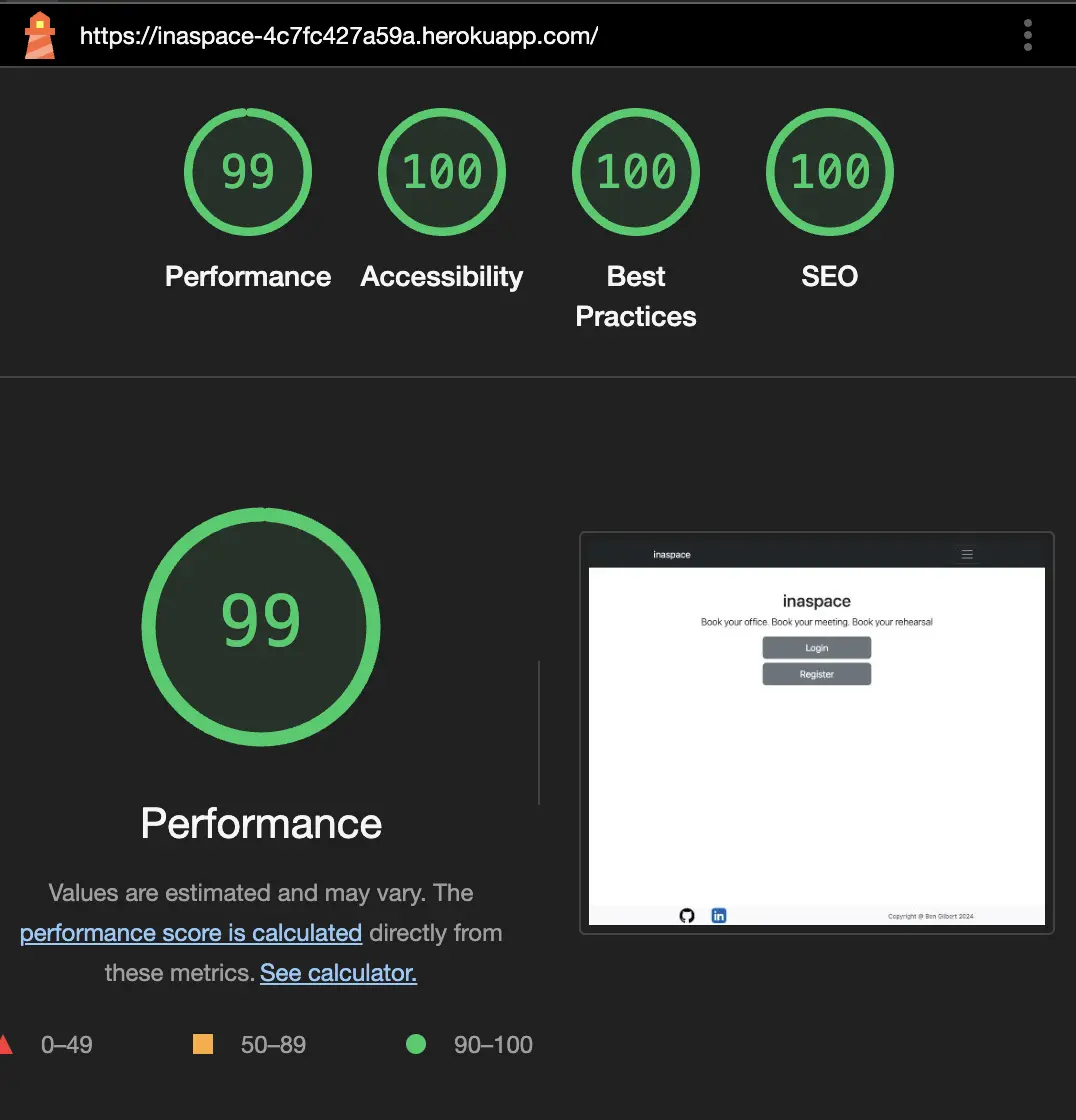 https://inaspace-4c7fc427a59a.herokuapp.com/
99
100
100
100
Performance
Accessibility
Best
Practices
SEO
99
Performance
Values are estimated and may vary. The
performance score is calculated directly from
these metrics. See calculator.
0–49
50–89
90–100
inaspace
inaspace
Book your office. Book your meeting. Book your rehearsal
Login
Register
in
Copyright @ Ben Gilbert 2024